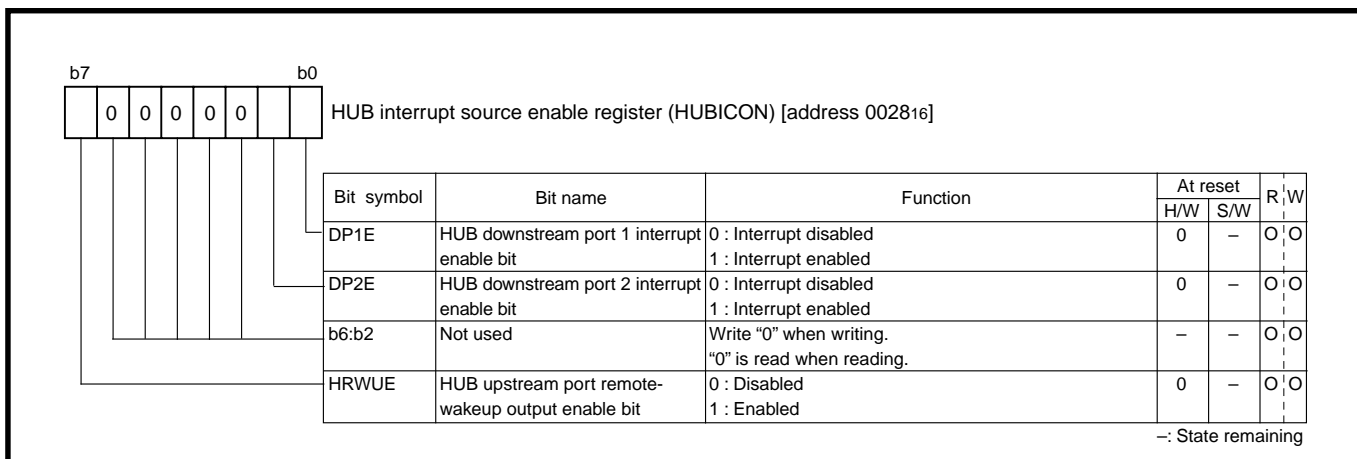 b7 b0
0 0 0 0 0
HUB interrupt source enable register (HUBICON) [address 002816]
Bit symbol Bit name Function At reset R W
H/W S/W
DP1E HUB downstream port 1 interrupt 0 : Interrupt disabled 0 – O O
enable bit 1 : Interrupt enabled
DP2E HUB downstream port 2 interrupt 0 : Interrupt disabled 0 – O O
enable bit 1 : Interrupt enabled
b6:b2 Not used Write “0” when writing. – – O O
“0” is read when reading.
HRWUE HUB upstream port remote- 0 : Disabled 0 – O O
wakeup output enable bit 1 : Enabled
–: State remaining